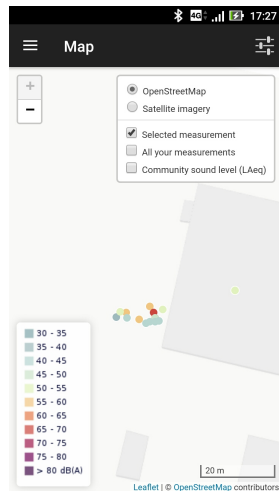 4G 17:27
Map
+
OpenStreetMap
Satellite imagery
-
Selected measurement
All your measurements
Community sound level (LAeq)
30 - 35
35 - 40
40 - 45
45 - 50
50 - 55
55 - 60
60 - 65
65 - 70
70 - 75
75 - 80
> 80 dB(A)
20 m
Leaflet | © OpenStreetMap contributors